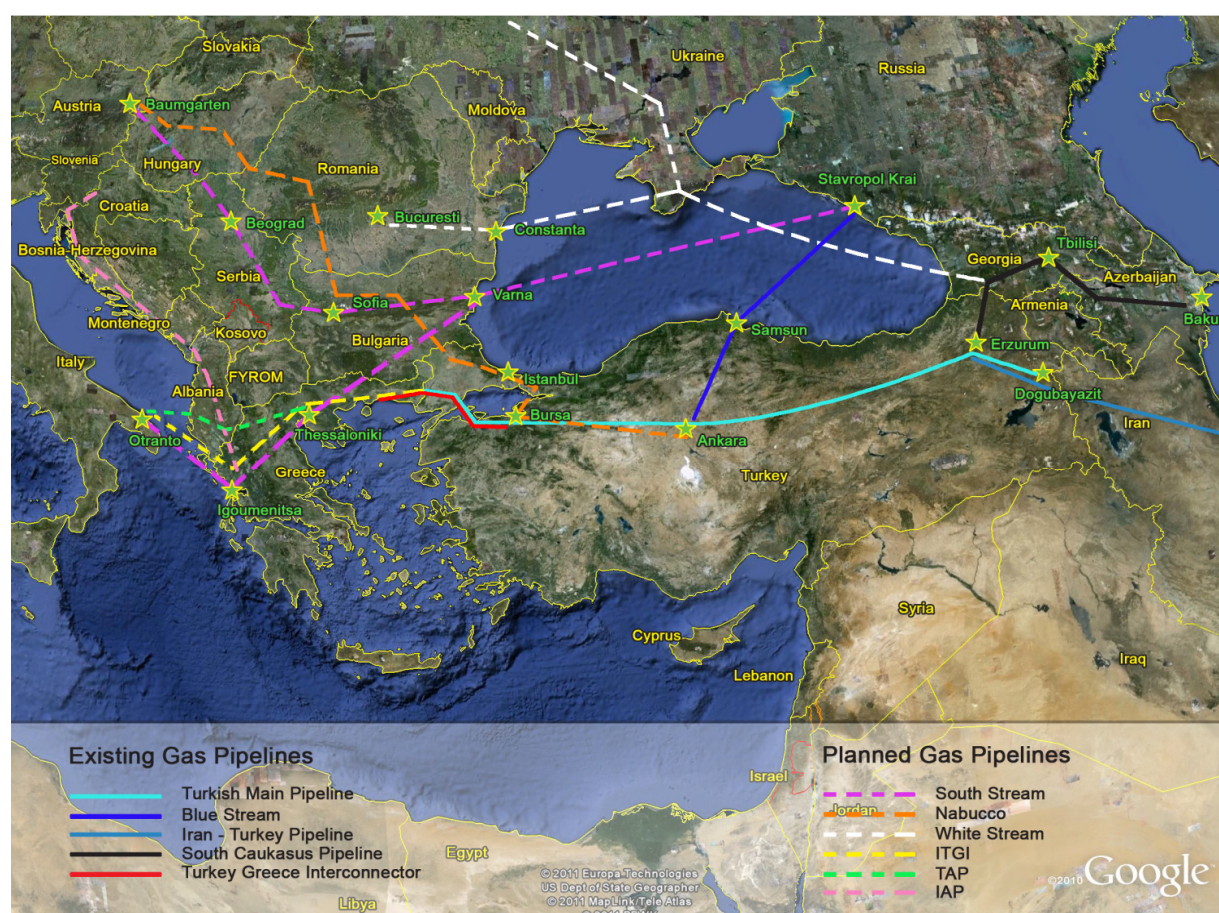 Slovakia
Ukraine
Russia
Austria
Baumgarten
Moldova
Slovenia
Hungary
Romania
Stavropol Krai
Croatia
Bucuresti
Beograd
Constanta
Tbilisi
Bosnia-Herzegovina
Georgia
Azerbaijan
Serbia
Varna
Sofia
Armenia
Montenegro
Kosovo
Samsun
Baku
Bulgaria
Erzurum
Italy
FYROM
Istanbul
Albania
Dogubayazit
Bursa
Otranto
Thessaloniki
Ankara
Iran
Greece
Turkey
Igoumenitsa
Syria
Cyprus
Iraq
Lebanon
Existing Gas Pipelines
Turkish Main Pipeline
Blue Stream
Iran - Turkey Pipeline
South Caukasus Pipeline
Turkey Greece Interconnector
Planned Gas Pipelines
South Stream
Nabucco
White Stream
ITGI
TAP
IAP
Israel
Jordan
Egypt
Libya
© 2011 Europa Technologies
US Dept of State Geographer
© 2011 MapLink/Tele Atlas
©2010 Google